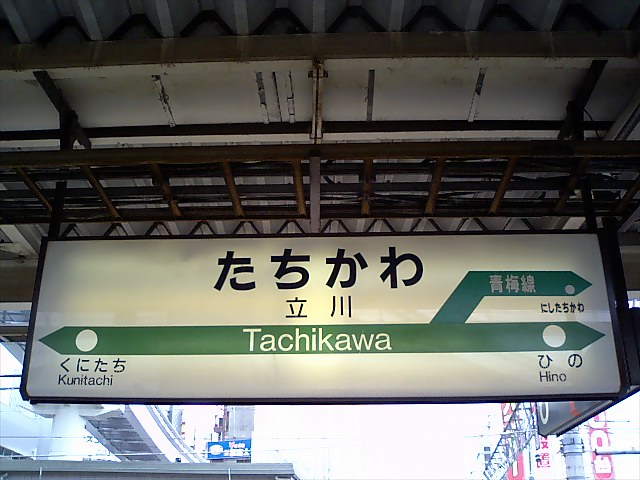 たちかわ
立川
青梅線
にしたちかわ
Tachikawa
くにたち
Kunitachi
ひの
Hino